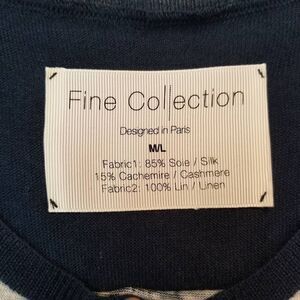 Fine Collection
Designed in Paris
M/L
Fabric1: 85% Soie / Silk
15% Cachemire / Cashmere
Fabric2: 100% Lin / Linen